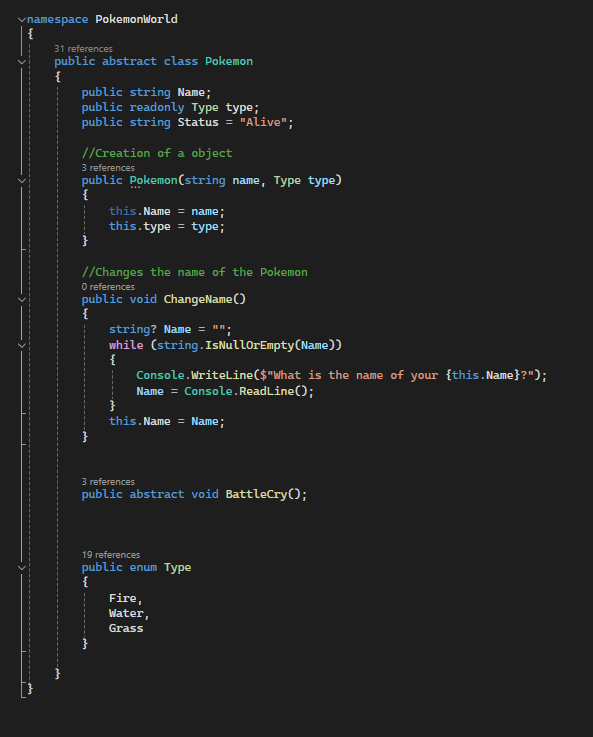 namespace PokemonWorld
{
31 references
public abstract class Pokemon
{
public string Name;
public readonly Type type;
public string Status = "Alive";
//Creation of a object
3 references
public Pokemon(string name, Type type)
{
this.Name = name;
this.type = type;
}
//Changes the name of the Pokemon
0 references
public void ChangeName()
{
string? Name = "";
while (string.IsNullOrEmpty(Name))
{
Console.WriteLine($"What is the name of your {this.Name}?");
Name = Console.ReadLine();
}
this.Name = Name;
}
3 references
public abstract void BattleCry();
19 references
public enum Type
{
Fire,
Water,
Grass
}
}
}